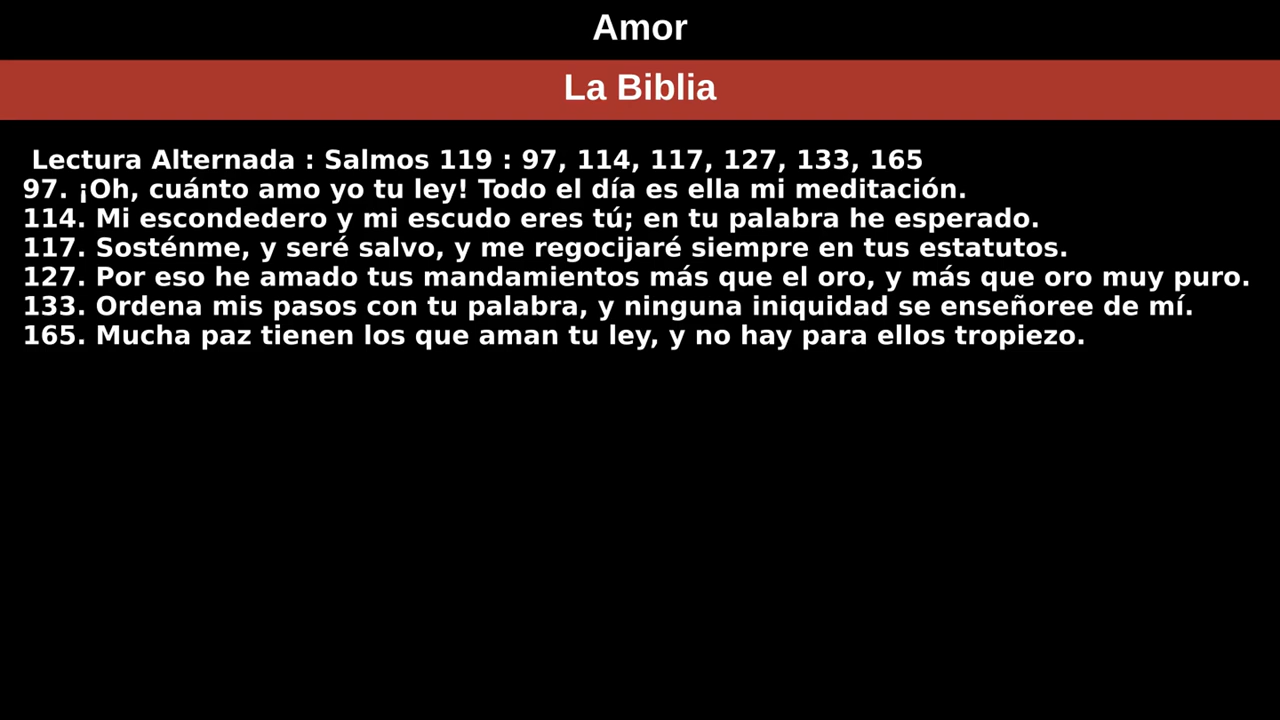 Amor
La Biblia
Lectura Alternada : Salmos 119 : 97, 114, 117, 127, 133, 165
97. ¡Oh, cuánto amo yo tu ley! Todo el día es ella mi meditación.
114. Mi escondedero y mi escudo eres tú; en tu palabra he esperado.
117. Sosténme, y seré salvo, y me regocijaré siempre en tus estatutos.
127. Por eso he amado tus mandamientos más que el oro, y más que oro muy puro.
133. Ordena mis pasos con tu palabra, y ninguna iniquidad se enseñoree de mí.
165. Mucha paz tienen los que aman tu ley, y no hay para ellos tropiezo.